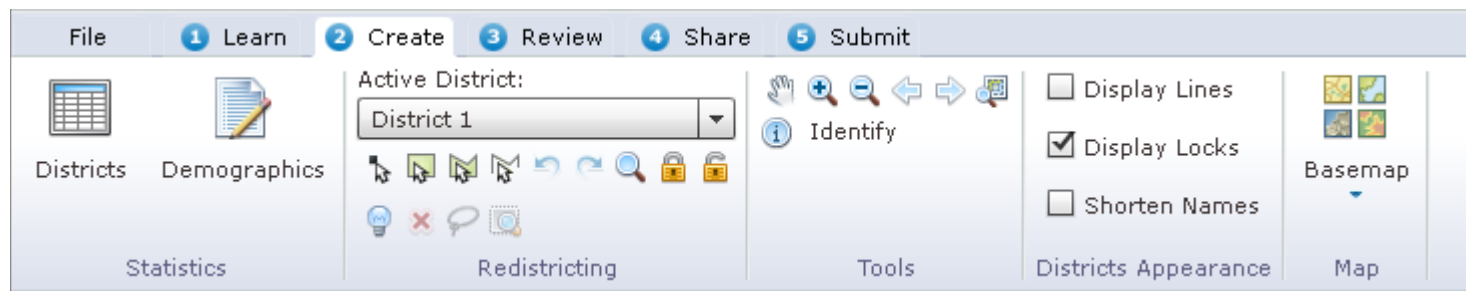 File 1 Learn 2 Create 3 Review 4 Share 5 Submit
Districts Demographics
Statistics
Active District:
District 1
Redistricting
Identify
Tools
Display Lines
Display Locks
Shorten Names
Districts Appearance
Basemap
Map